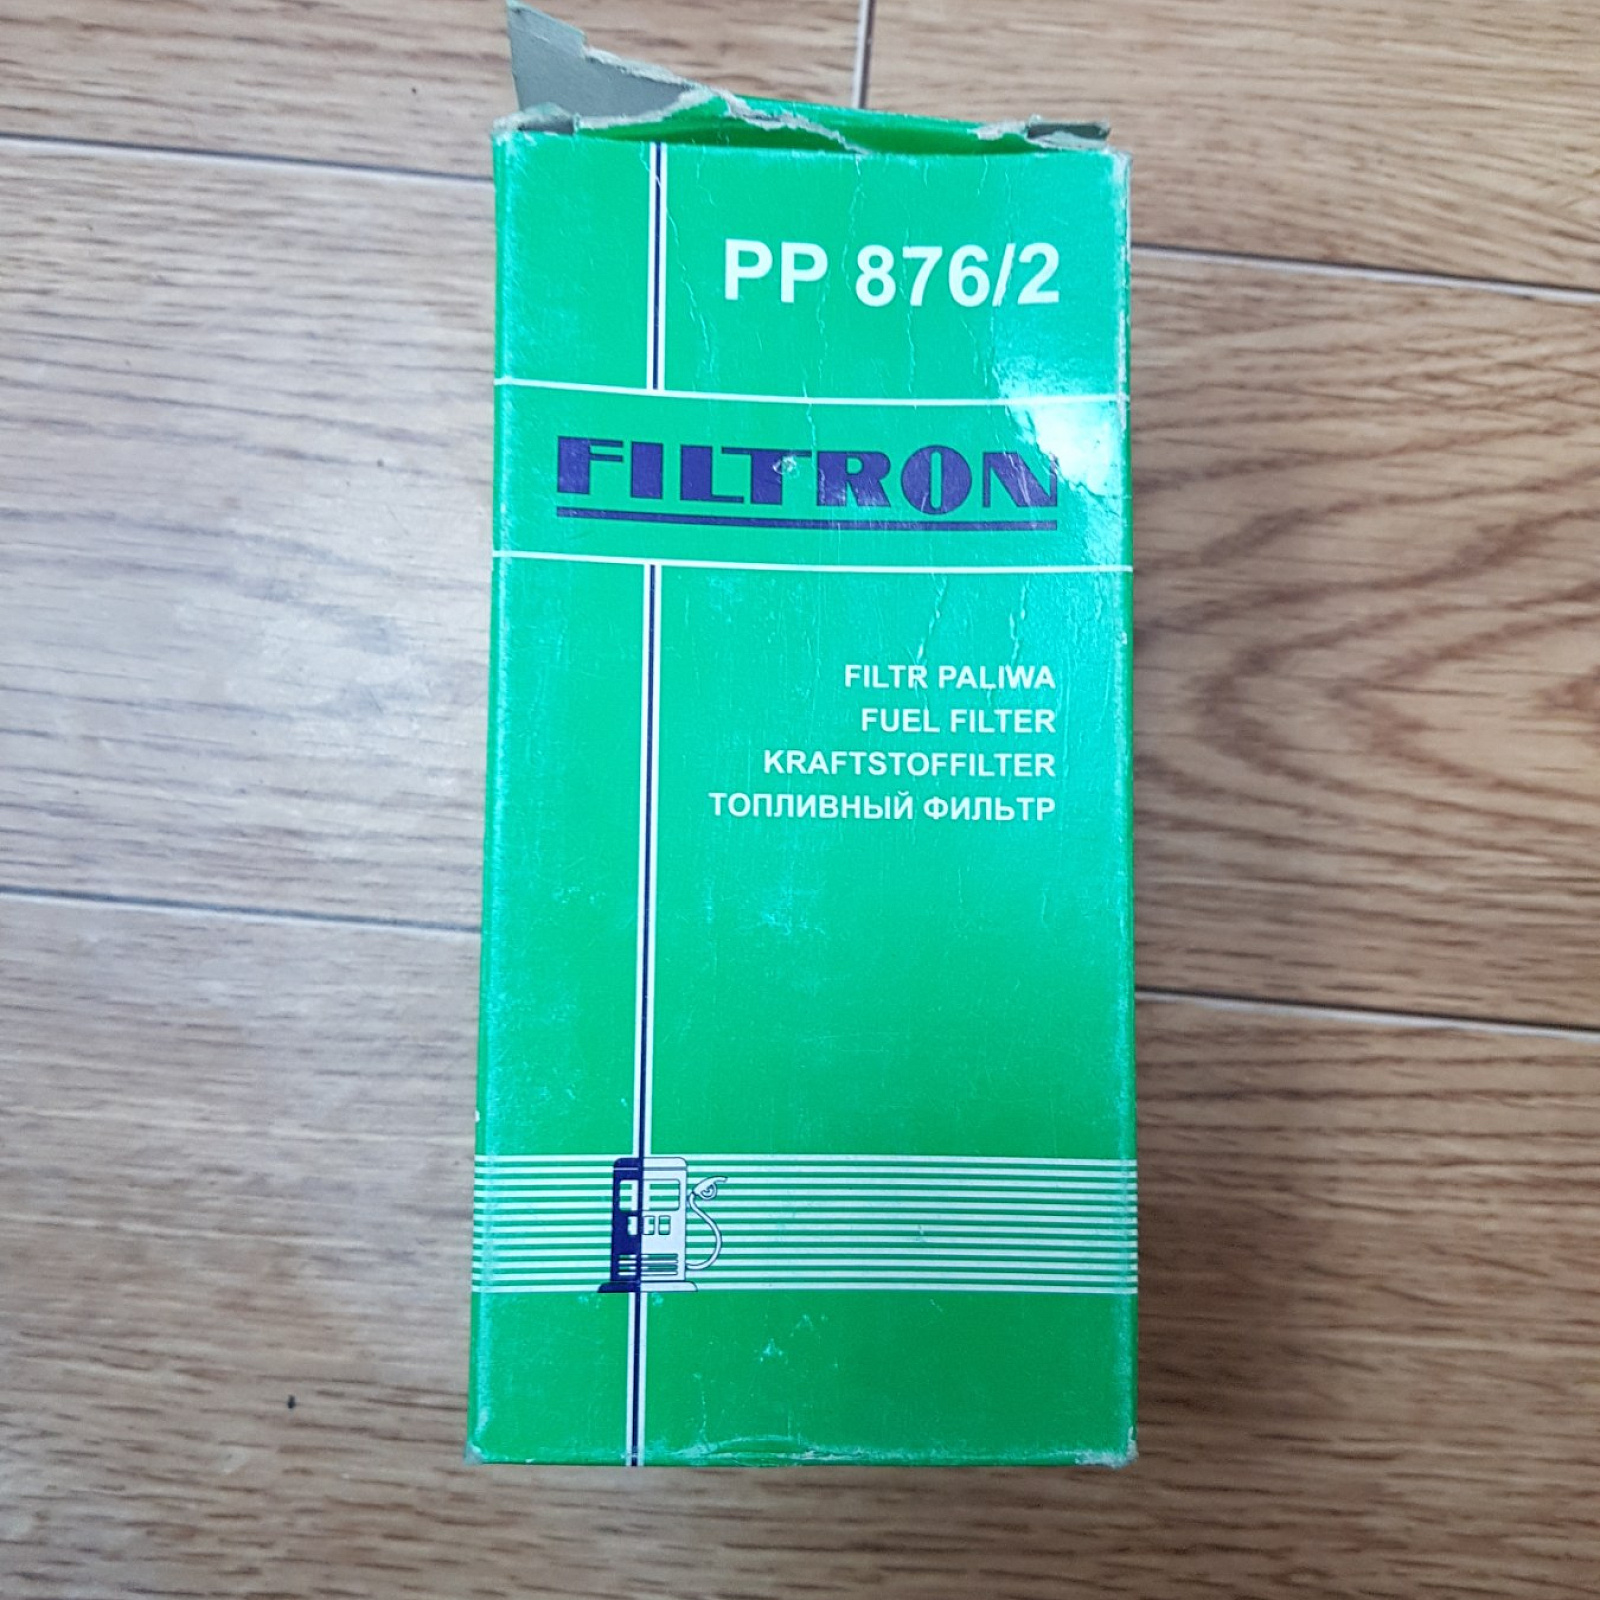 PP 876/2
FILTRON
FILTR PALIWA
FUEL FILTER
KRAFTSTOFFILTER
ТОПЛИВНЫЙ ФИЛЬТР